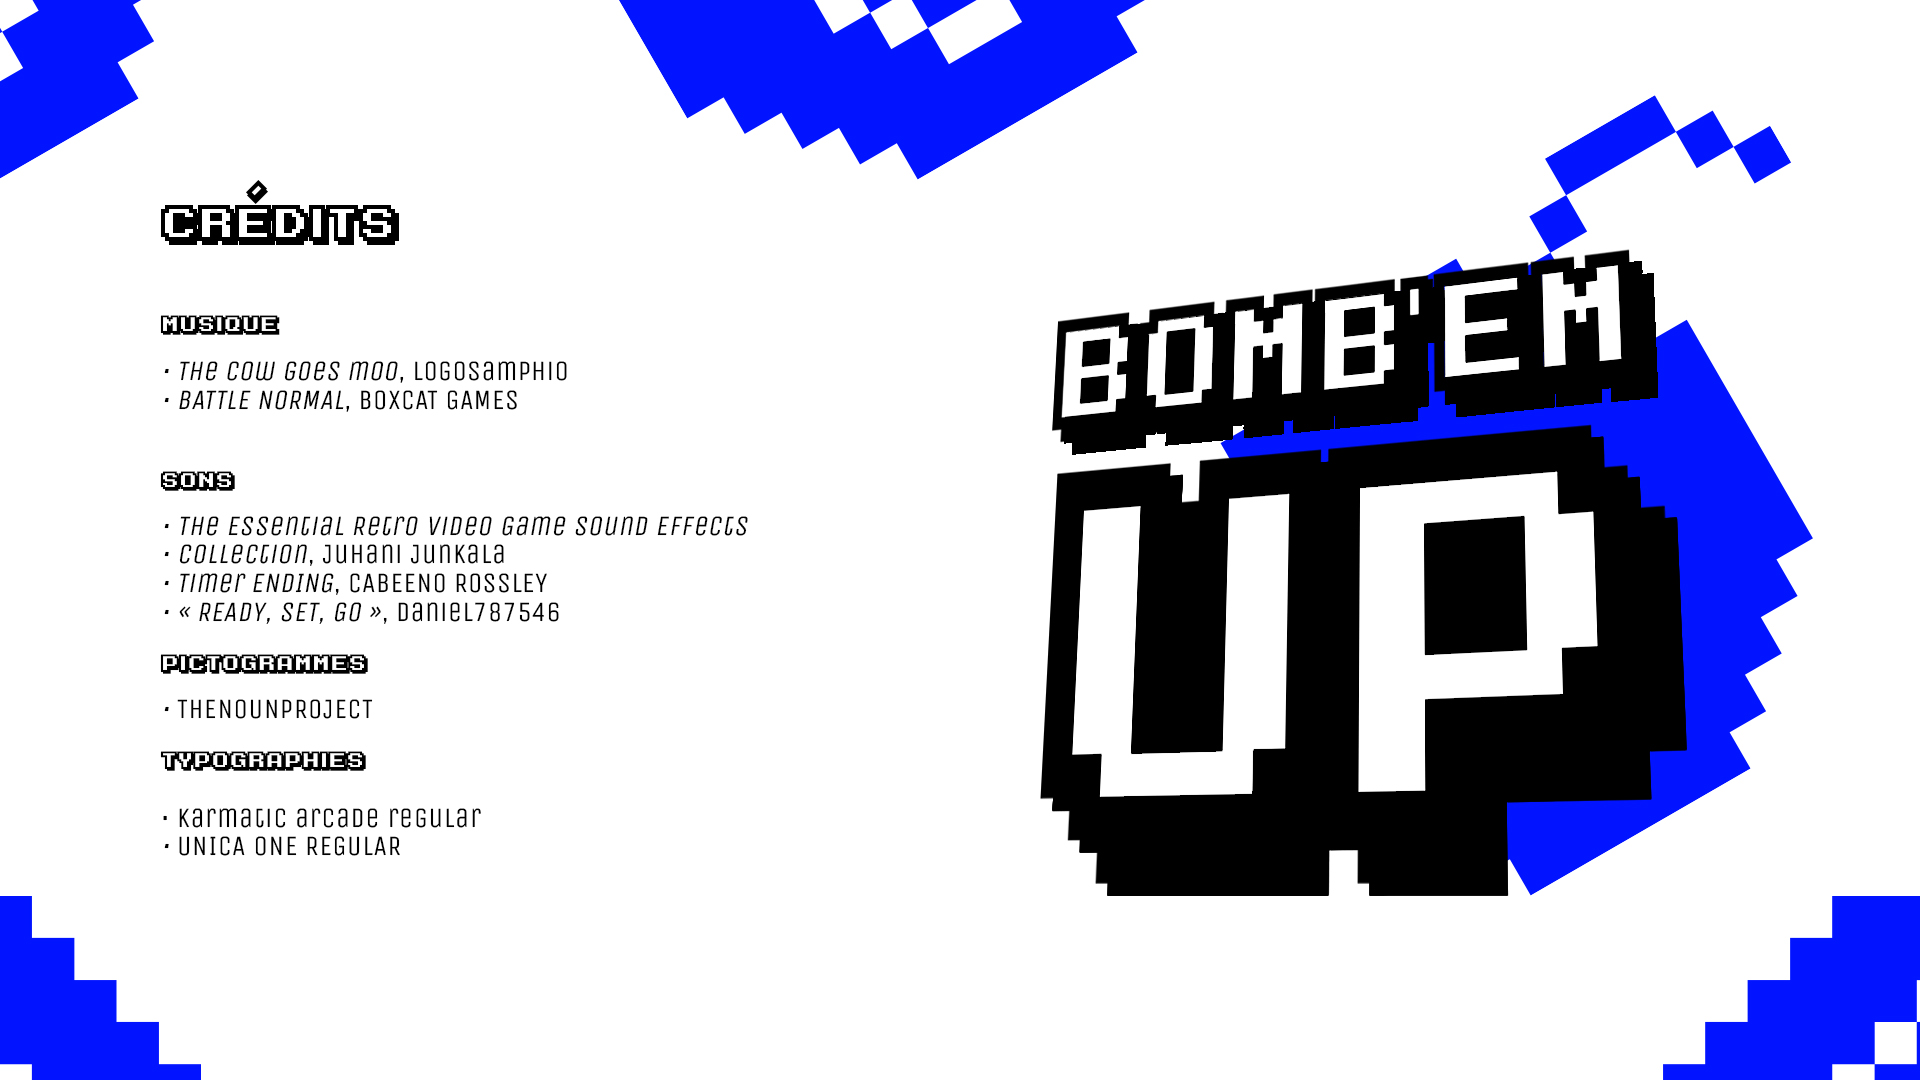 CRÉDITS
MUSIQUE
· THE COW GOES MOO, LOGOSAMPHIO
· BATTLE NORMAL, BOXCAT GAMES
SONS
· THE ESSENTIAL RETRO VIDEO GAME SOUND EFFECTS
· COLLECTION, JUHANI JUNKALA
· TIMER ENDING, CABEENO ROSSLEY
· « READY, SET, GO », DANIEL787546
PICTOGRAMMES
· THENOUNPROJECT
TYPOGRAPHIES
· KARMATIC ARCADE REGULAR
· UNICA ONE REGULAR
BOMB'EM
UP